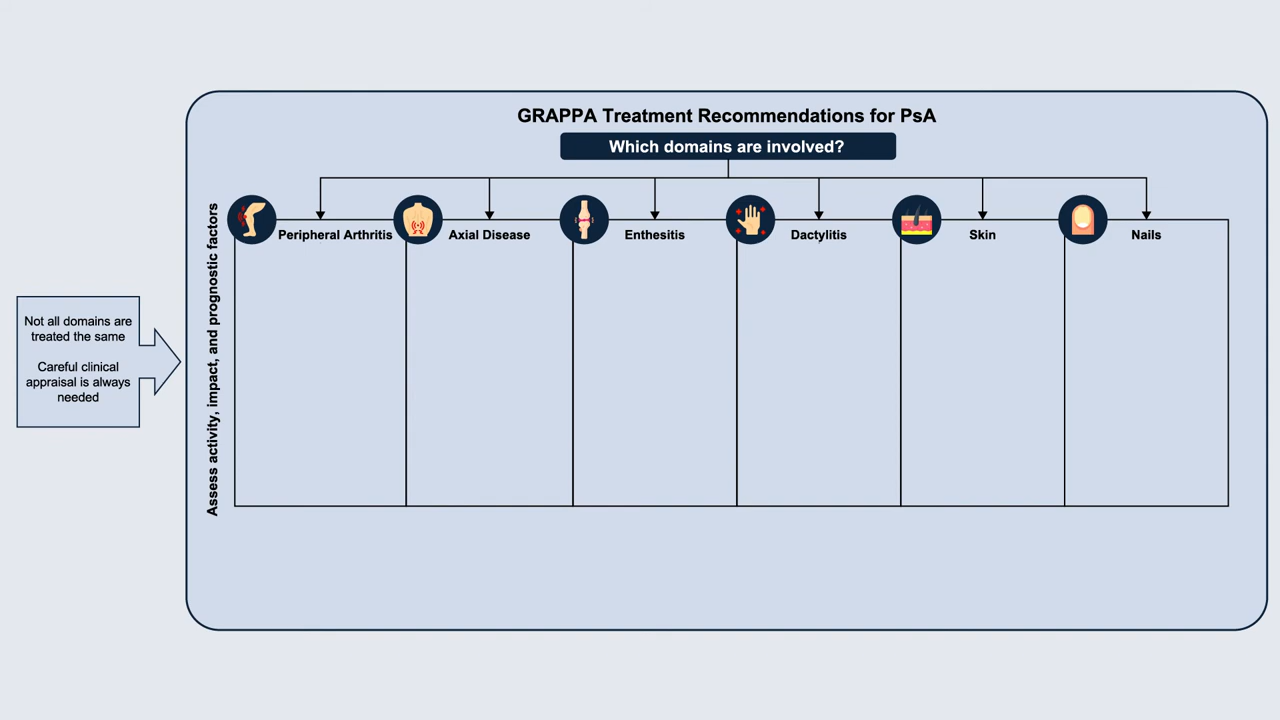 GRAPPA Treatment Recommendations for PsA
Which domains are involved?
Peripheral Arthritis
Axial Disease
Enthesitis
Dactylitis
Skin
Nails
Assess activity, impact, and prognostic factors
Not all domains are
treated the same
Careful clinical
appraisal is always
needed